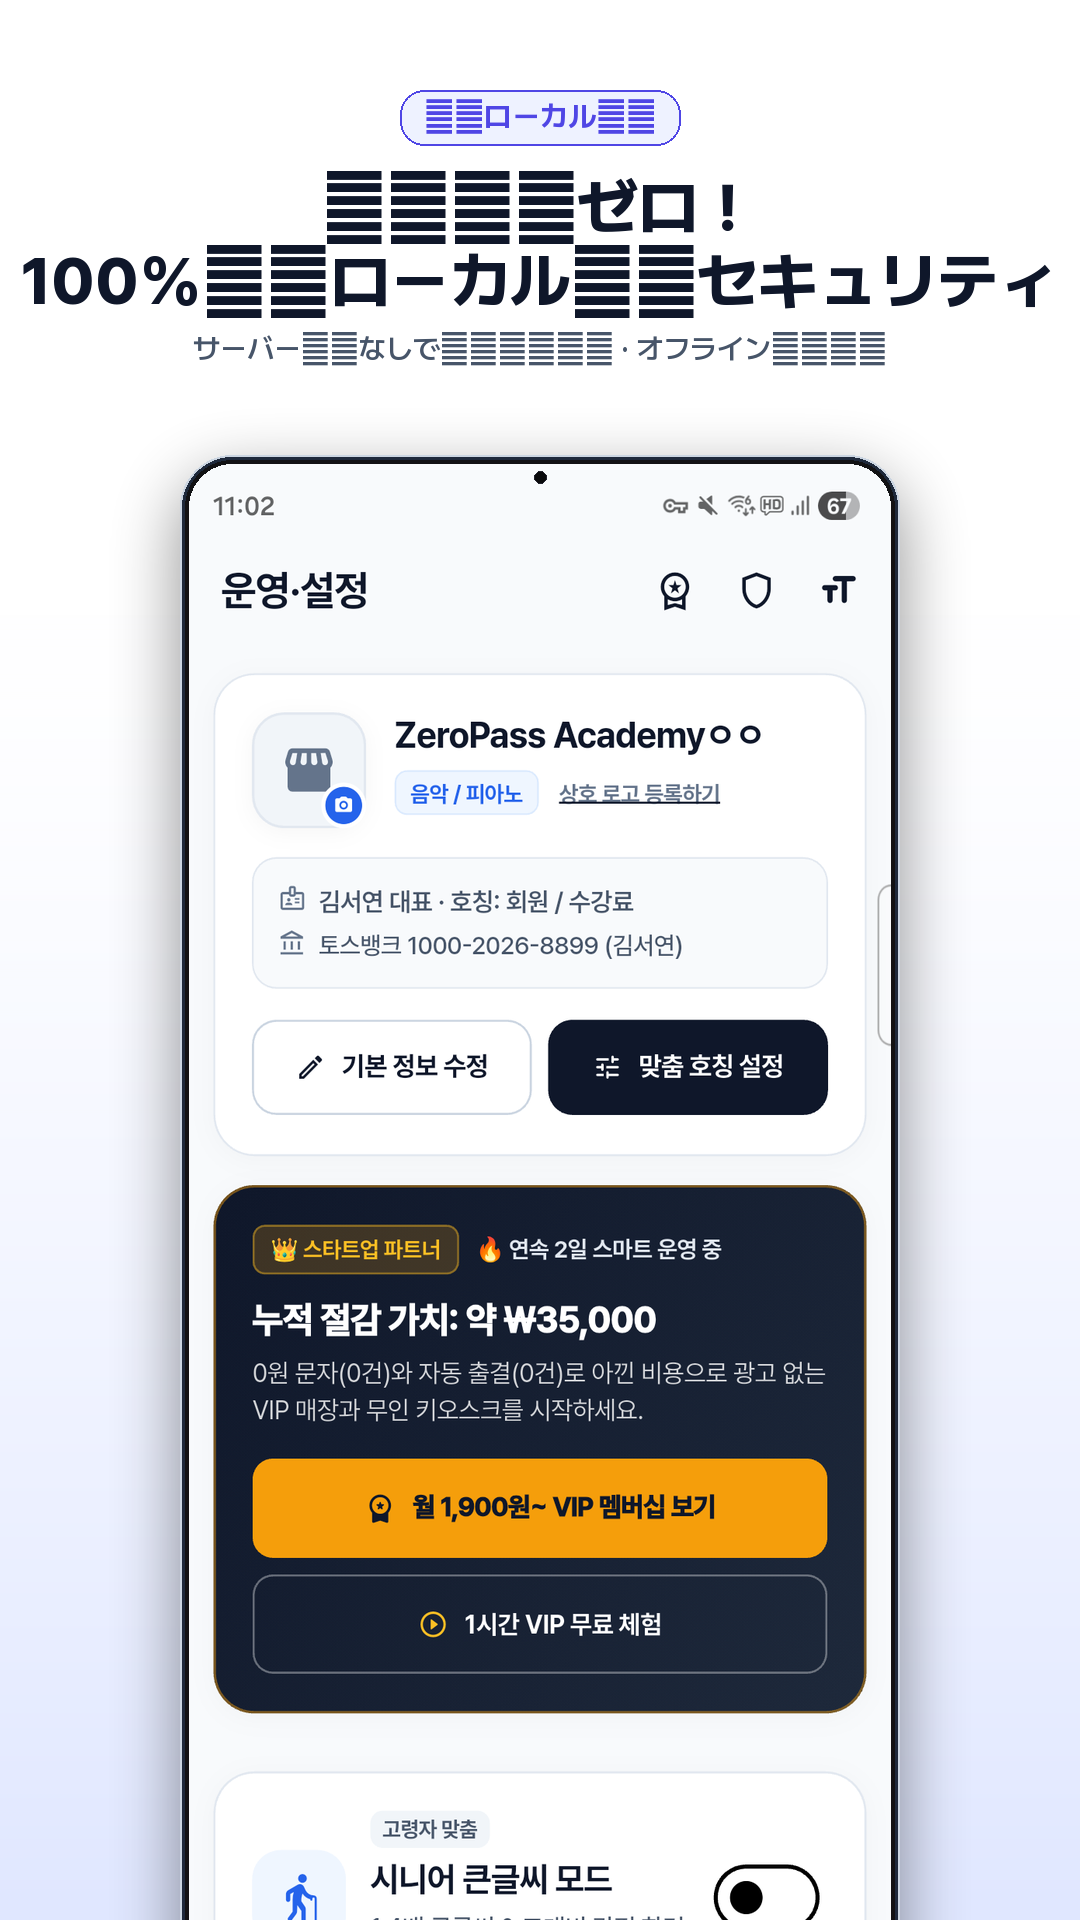 ローカル
ゼロ！
100% ローカル セキュリティ
サーバー なしで · オフライン
11:02
HD
67
운영·설정
ZeroPass Academyㅇㅇ
음악 / 피아노
상호 로고 등록하기
김서연 대표 · 호칭: 회원 / 수강료
토스뱅크 1000-2026-8899 (김서연)
기본 정보 수정
맞춤 호칭 설정
스타트업 파트너
연속 2일 스마트 운영 중
누적 절감 가치: 약 ₩35,000
0원 문자(0건)와 자동 출결(0건)로 아낀 비용으로 광고 없는
VIP 매장과 무인 키오스크를 시작하세요.
월 1,900원~ VIP 멤버십 보기
1시간 VIP 무료 체험
고령자 맞춤
시니어 큰글씨 모드